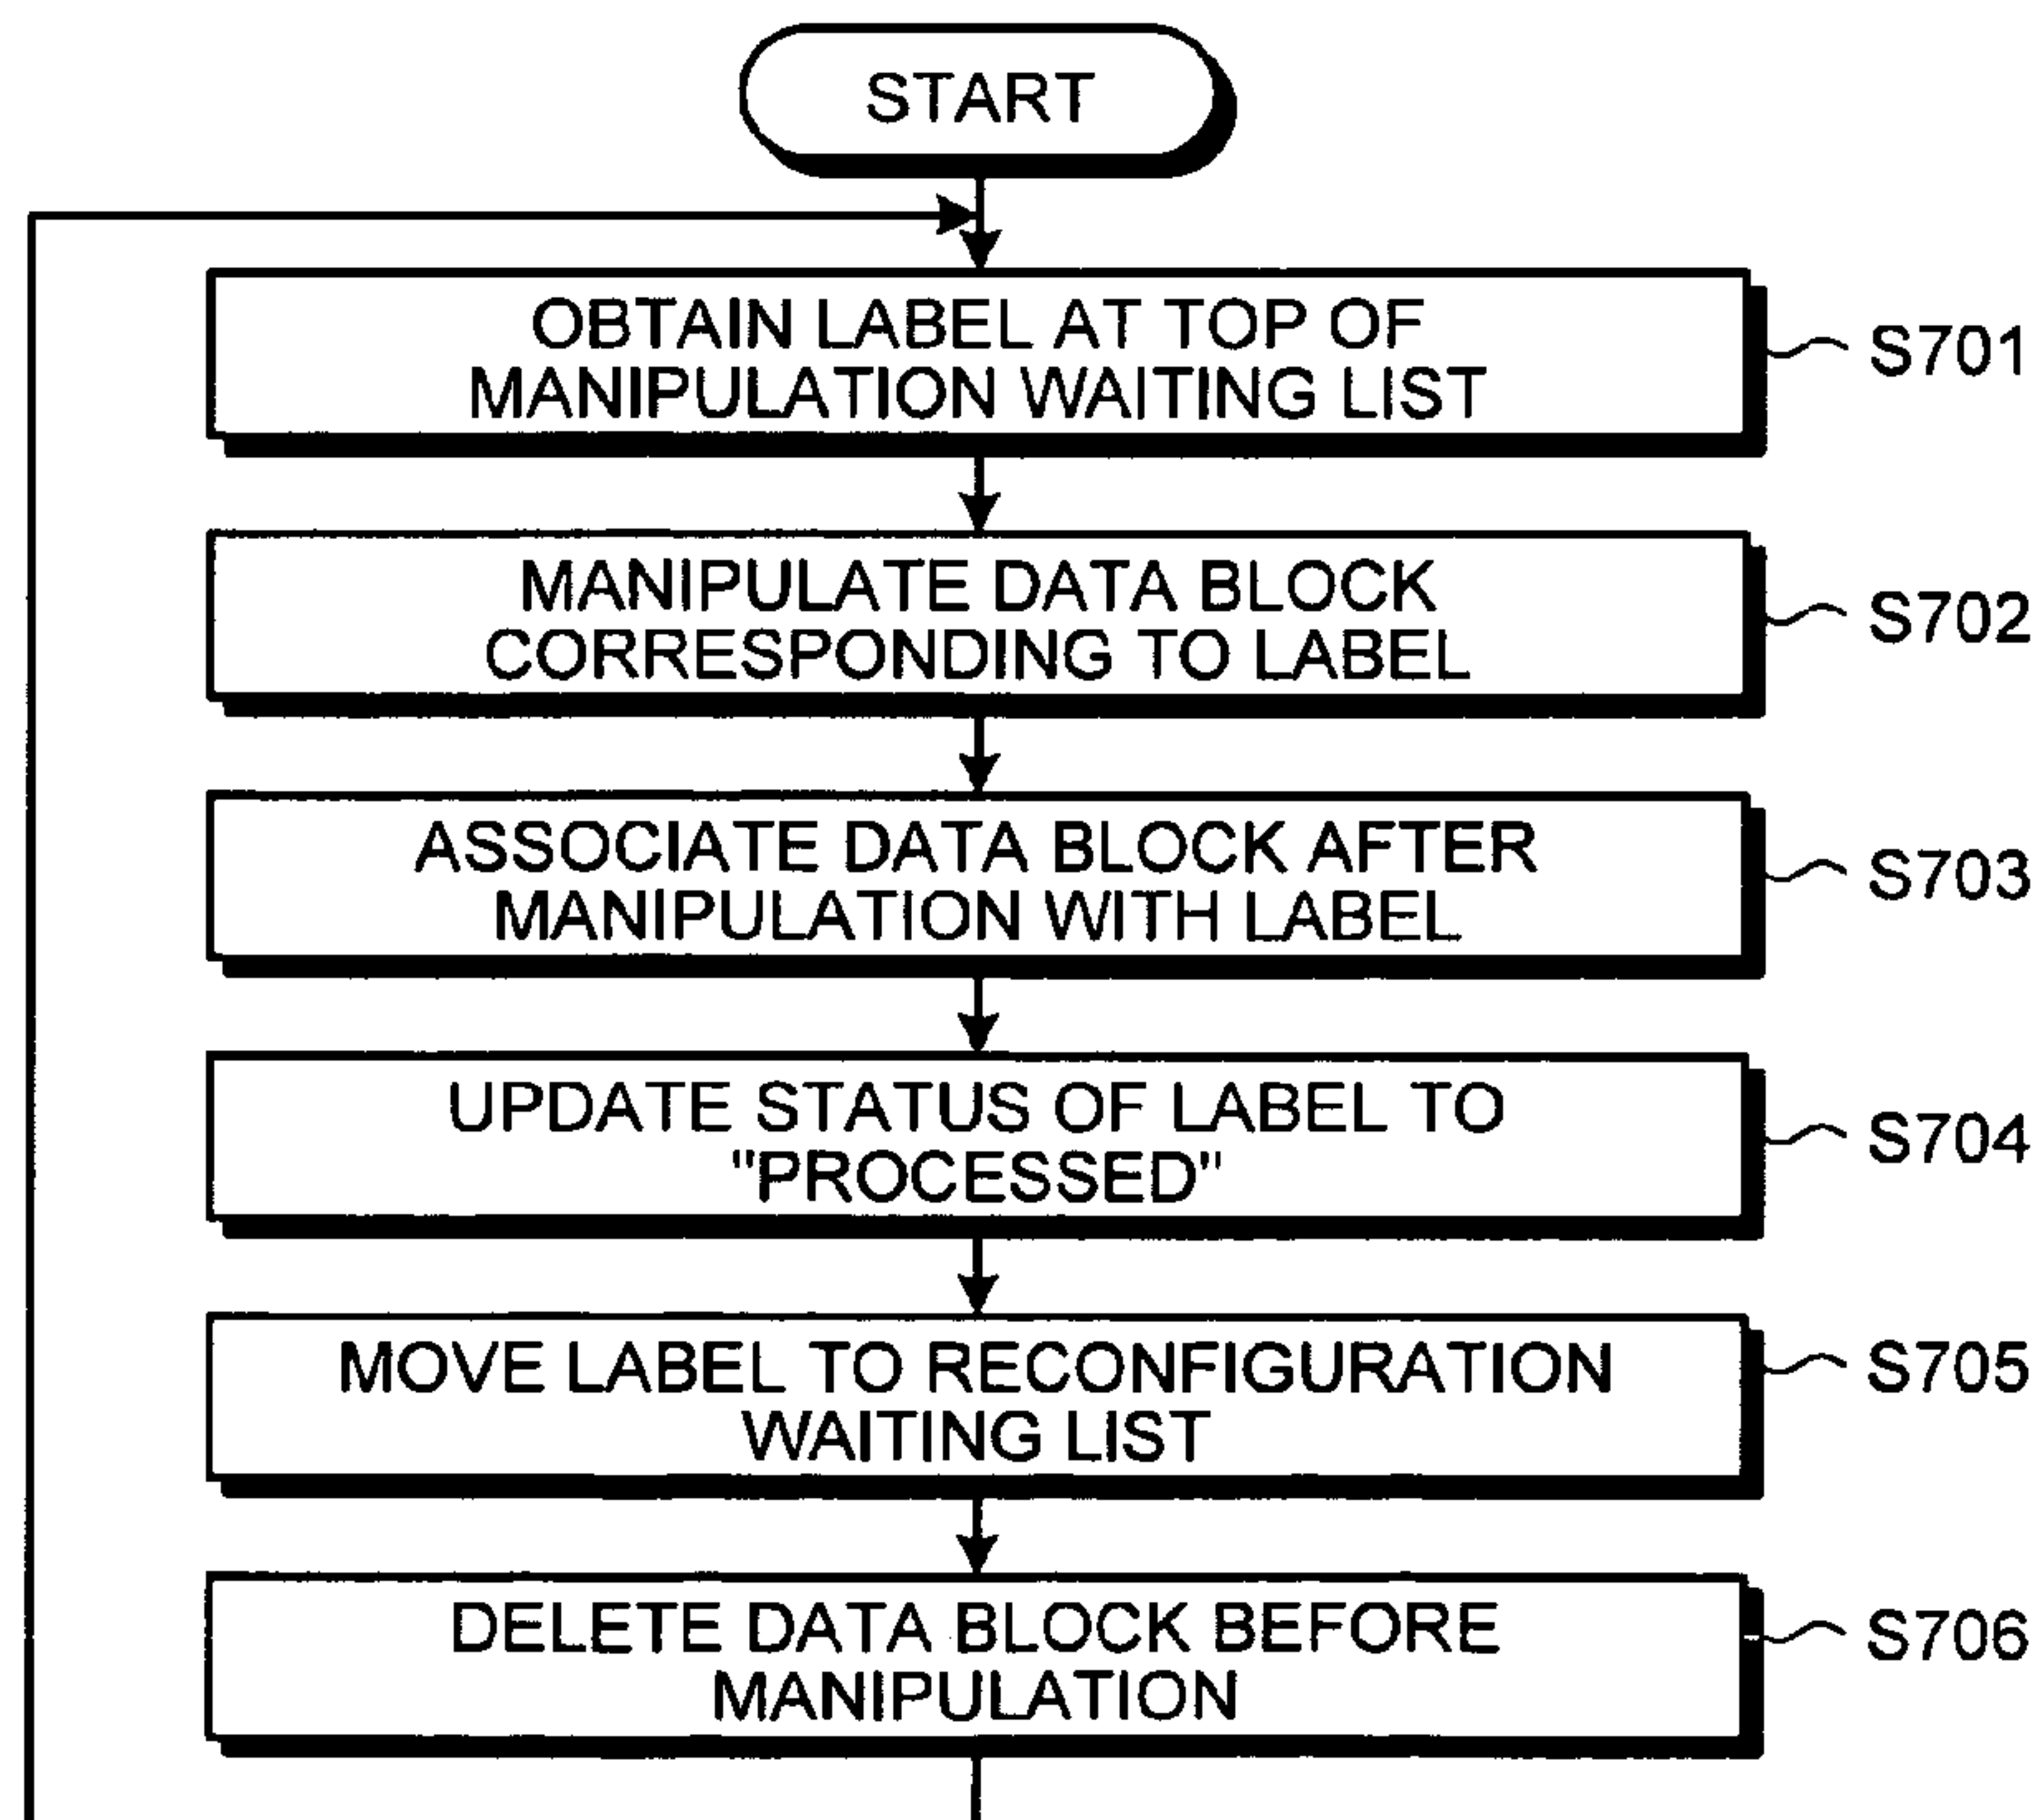 START
OBTAIN LABEL AT TOP OF
MANIPULATION WAITING LIST
S701
MANIPULATE DATA BLOCK
CORRESPONDING TO LABEL
S702
ASSOCIATE DATA BLOCK AFTER
MANIPULATION WITH LABEL
S703
UPDATE STATUS OF LABEL TO
"PROCESSED"
S704
MOVE LABEL TO RECONFIGURATION
WAITING LIST
S705
DELETE DATA BLOCK BEFORE
MANIPULATION
S706